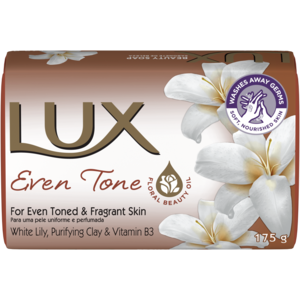 LUX
Even Tone
FLORAL BEAUTY OIL
WASHES AWAY GERMS
SOFT, NOURISHED SKIN
For Even Toned & Fragrant Skin
Para uma pele uniforme e perfumada
White Lily, Purifying Clay & Vitamin B3
175 g